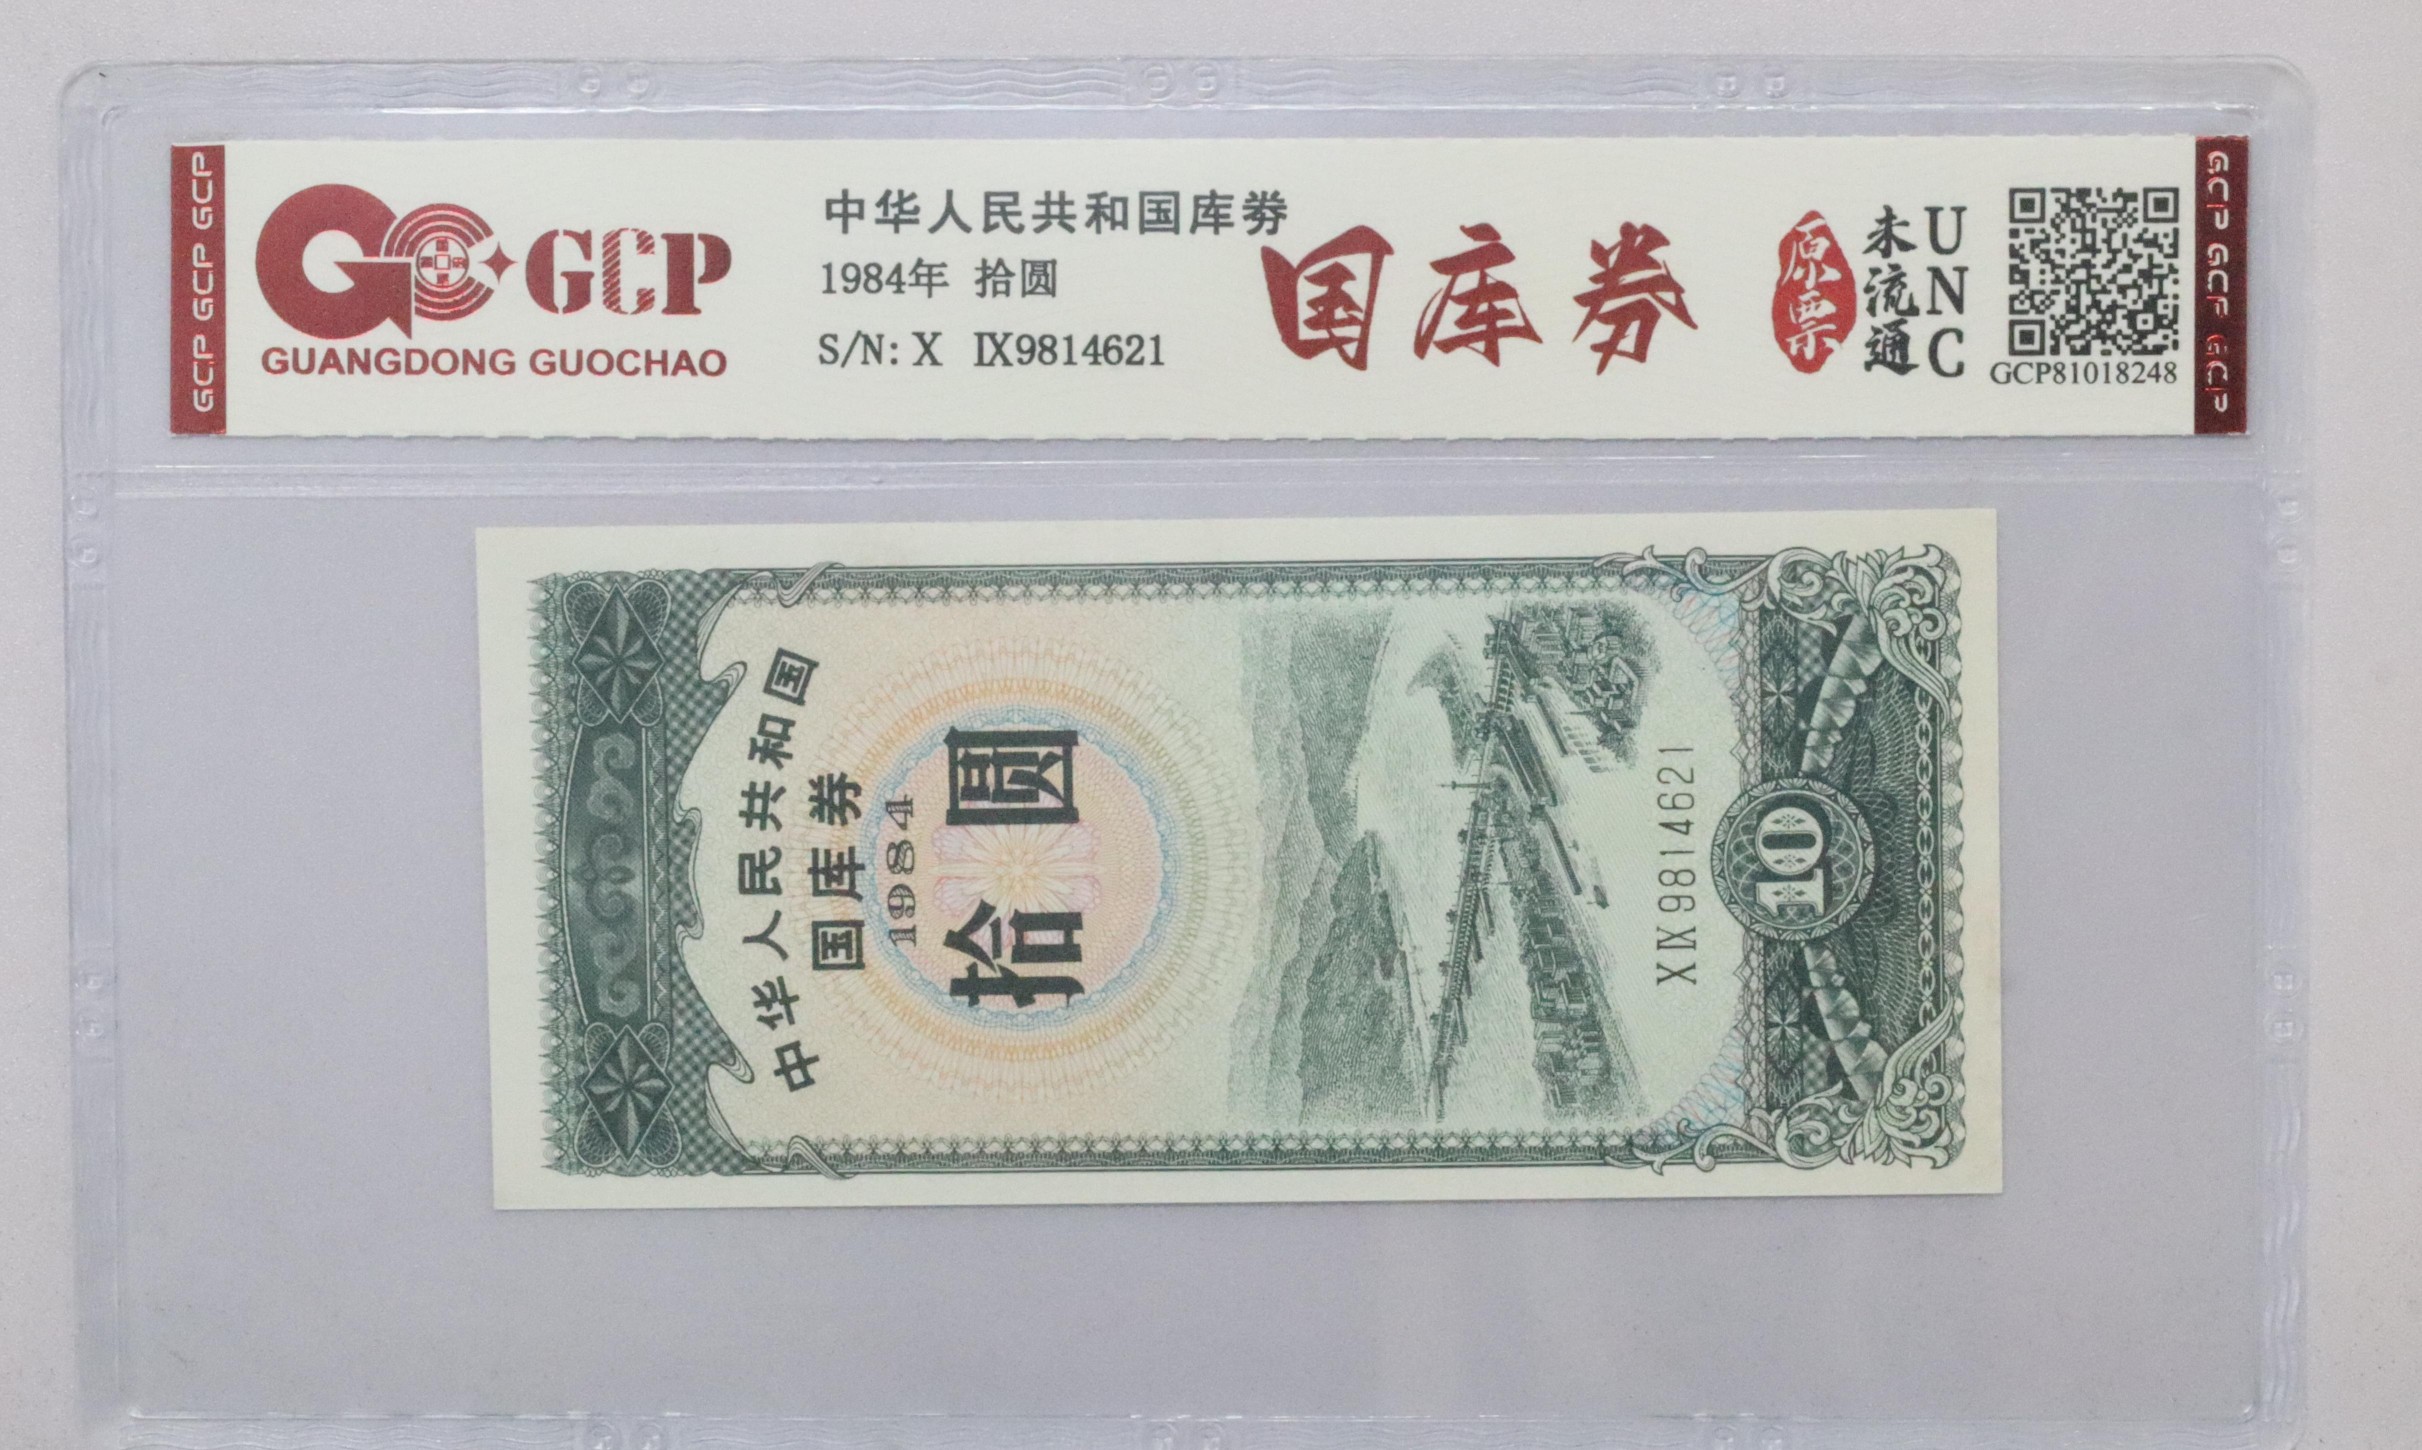 GCP GCP GCP
GCP
GUANGDONG GUOCHAO
中华人民共和国库券
1984年 拾圆
S/N: X Ⅸ9814621
国库券
原票
未流通
UNC
GCP81018248
GCP GCP GCP
中华人民共和国
国库券
1984
拾圆
XⅨ9814621
10